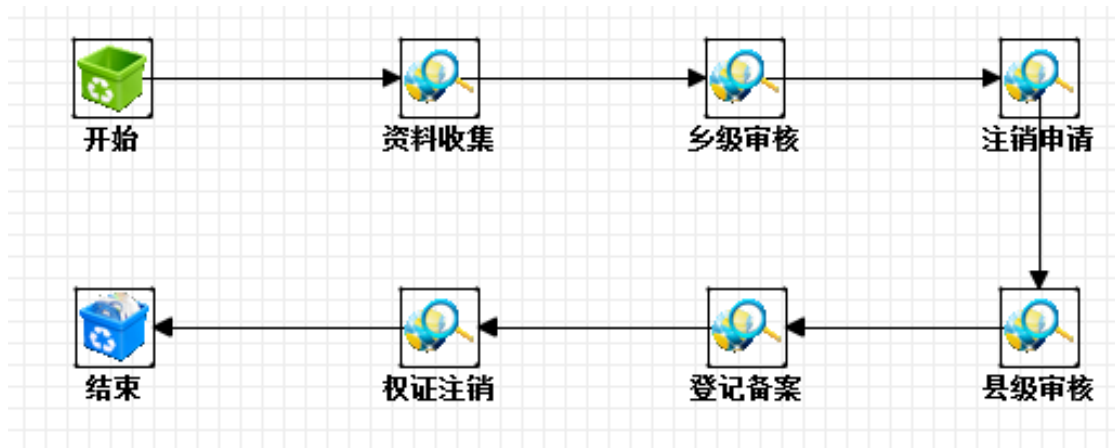 开始
资料收集
乡级审核
注销申请
结束
权证注销
登记备案
县级审核